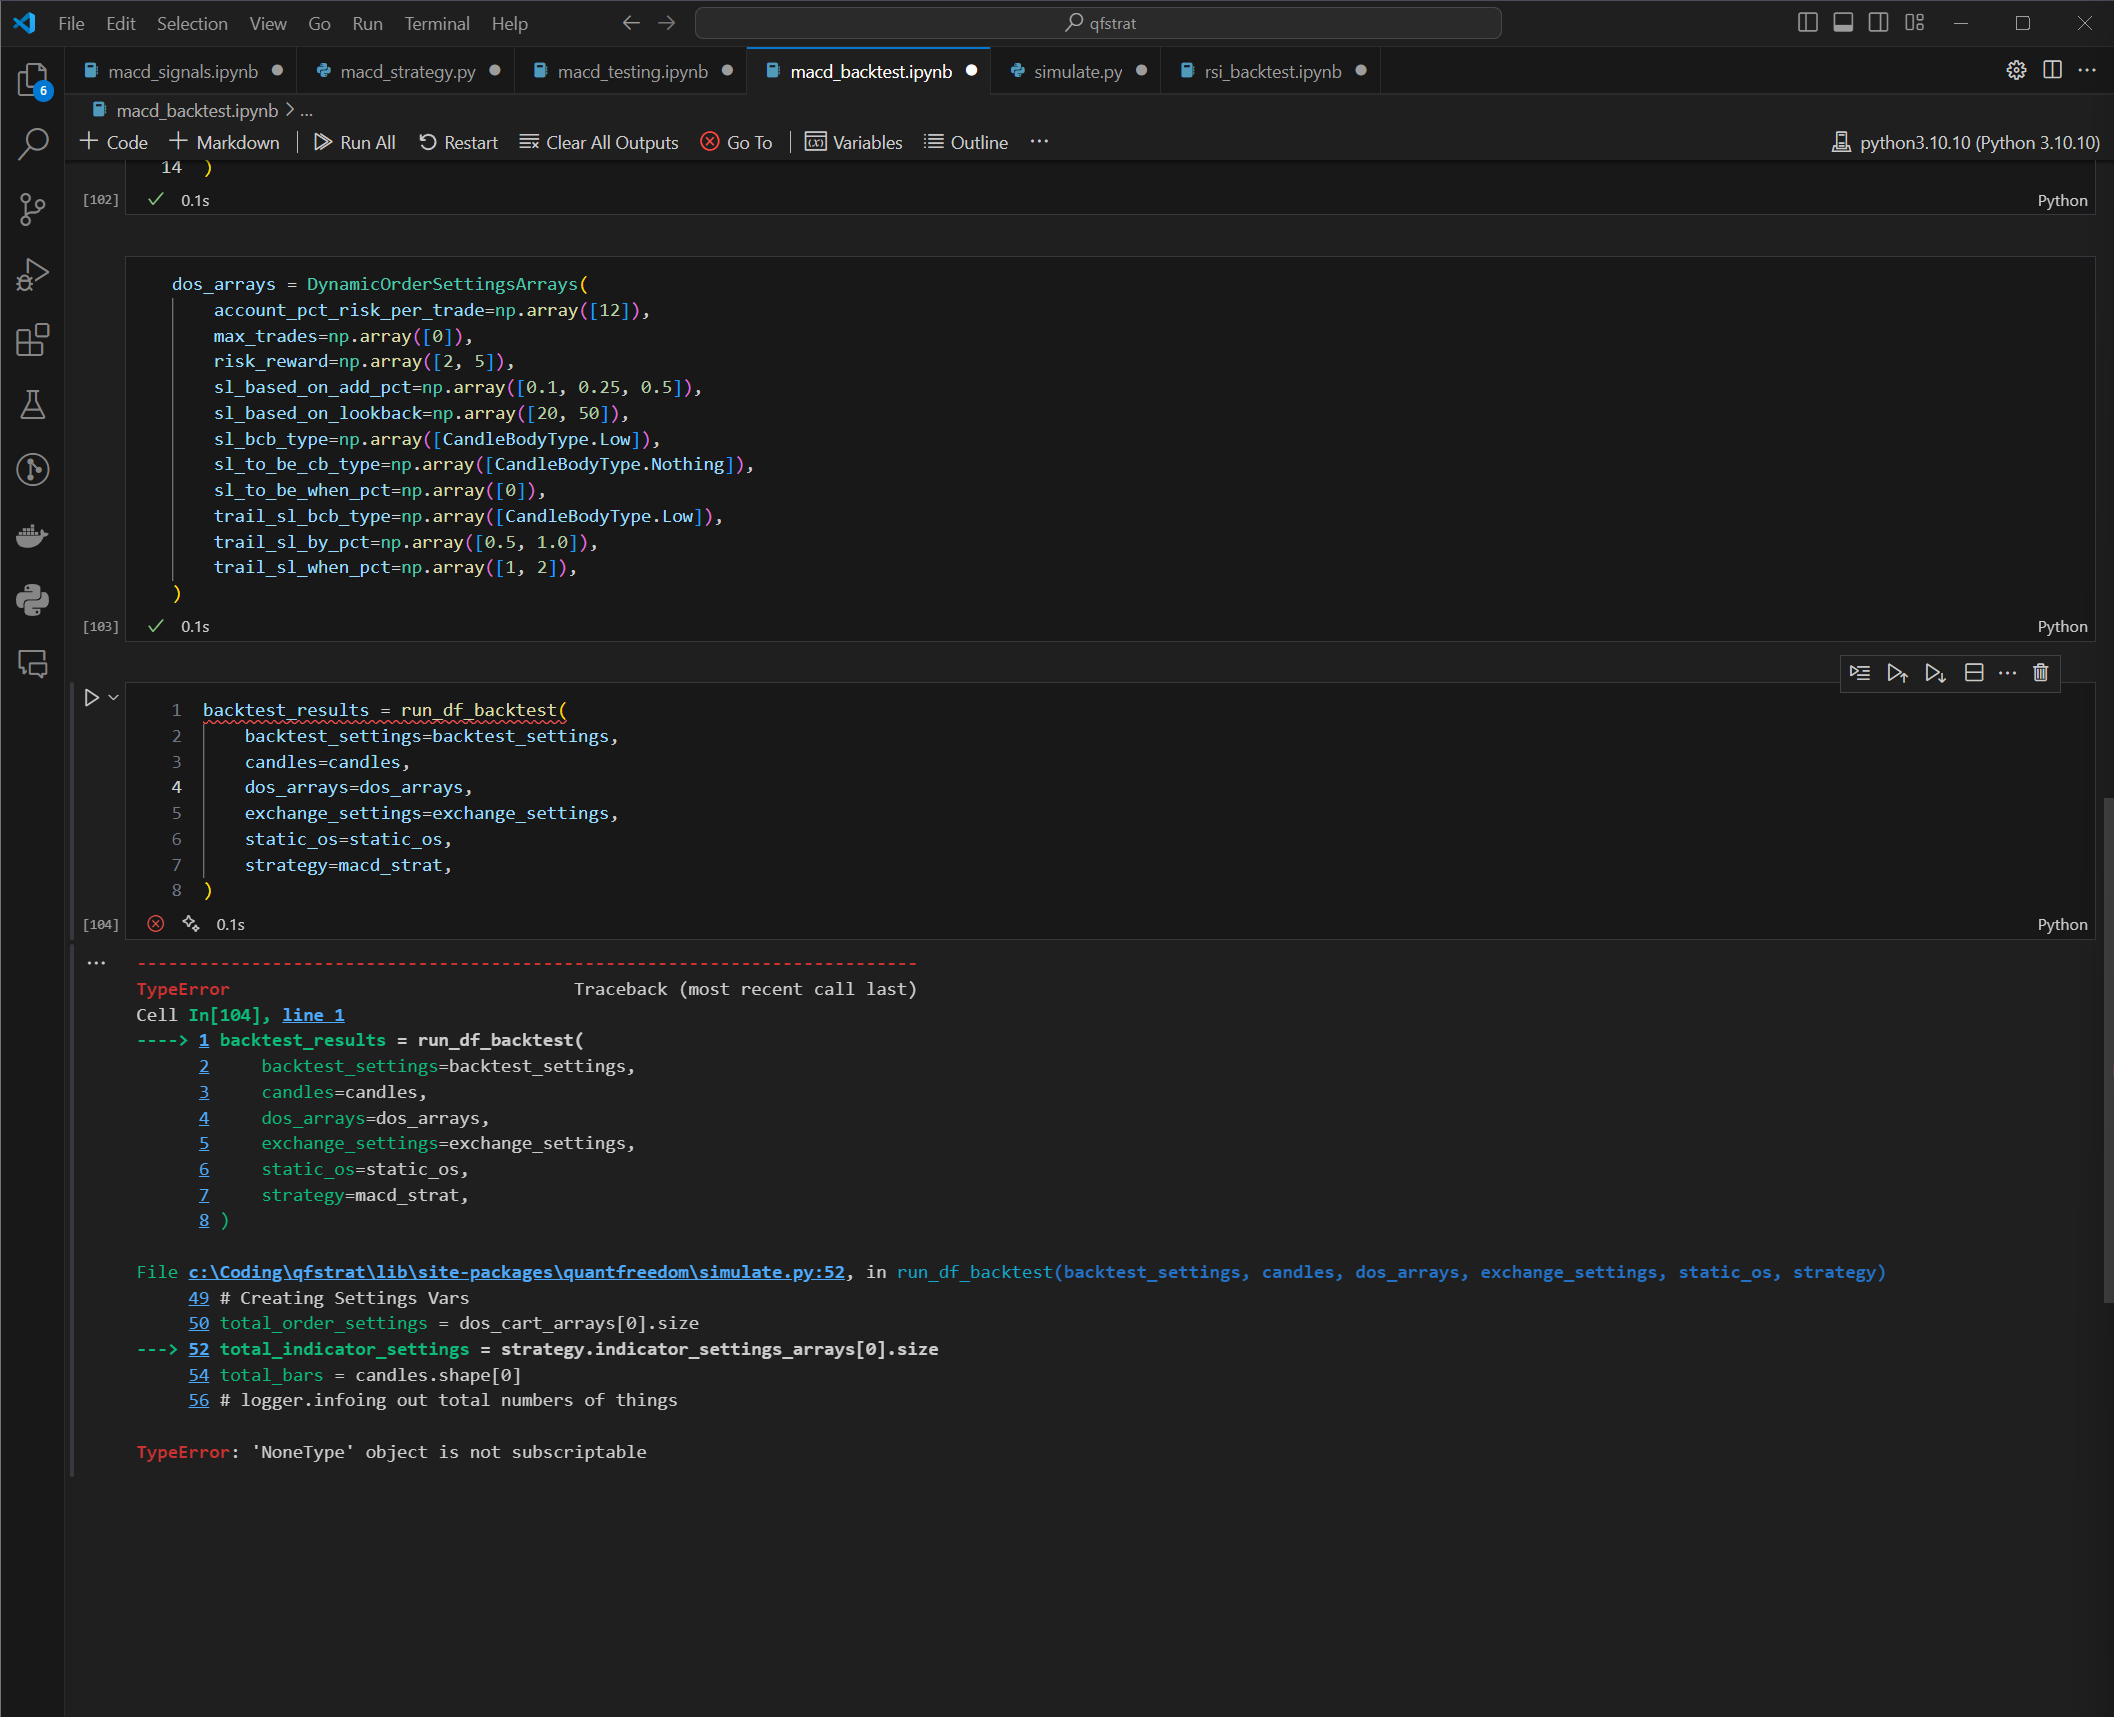 File Edit Selection View Go Run Terminal Help
qfstrat
6
macd_signals.ipynb
macd_strategy.py
macd_testing.ipynb
macd_backtest.ipynb
simulate.py
rsi_backtest.ipynb
macd_backtest.ipynb > ...
Code Markdown Run All Restart Clear All Outputs Go To Variables Outline ...
python3.10.10 (Python 3.10.10)
14 )
[102] 0.1s Python
dos_arrays = DynamicOrderSettingsArrays(
    account_pct_risk_per_trade=np.array([12]),
    max_trades=np.array([0]),
    risk_reward=np.array([2, 5]),
    sl_based_on_add_pct=np.array([0.1, 0.25, 0.5]),
    sl_based_on_lookback=np.array([20, 50]),
    sl_bcb_type=np.array([CandleBodyType.Low]),
    sl_to_be_cb_type=np.array([CandleBodyType.Nothing]),
    sl_to_be_when_pct=np.array([0]),
    trail_sl_bcb_type=np.array([CandleBodyType.Low]),
    trail_sl_by_pct=np.array([0.5, 1.0]),
    trail_sl_when_pct=np.array([1, 2]),
)
[103] 0.1s Python
1 backtest_results = run_df_backtest(
2     backtest_settings=backtest_settings,
3     candles=candles,
4     dos_arrays=dos_arrays,
5     exchange_settings=exchange_settings,
6     static_os=static_os,
7     strategy=macd_strat,
8 )
[104] 0.1s Python
...
---------------------------------------------------------------------------
TypeError                                 Traceback (most recent call last)
Cell In[104], line 1
----> 1 backtest_results = run_df_backtest(
      2     backtest_settings=backtest_settings,
      3     candles=candles,
      4     dos_arrays=dos_arrays,
      5     exchange_settings=exchange_settings,
      6     static_os=static_os,
      7     strategy=macd_strat,
      8 )
File c:\Coding\qfstrat\lib\site-packages\quantfreedom\simulate.py:52, in run_df_backtest(backtest_settings, candles, dos_arrays, exchange_settings, static_os, strategy)
     49 # Creating Settings Vars
     50 total_order_settings = dos_cart_arrays[0].size
---> 52 total_indicator_settings = strategy.indicator_settings_arrays[0].size
     54 total_bars = candles.shape[0]
     56 # logger.infoing out total numbers of things
TypeError: 'NoneType' object is not subscriptable